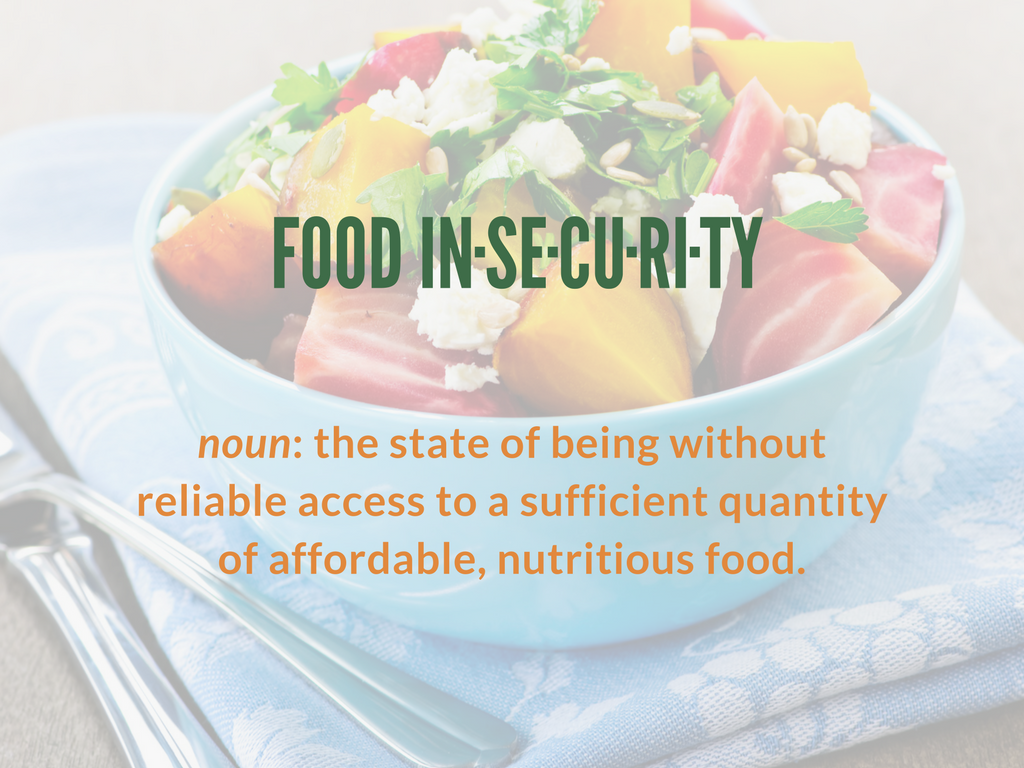 FOOD IN·SE·CU·RI·TY
noun: the state of being without
reliable access to a sufficient quantity
of affordable, nutritious food.